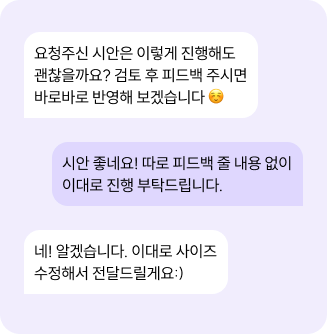 요청주신 시안은 이렇게 진행해도
괜찮을까요? 검토 후 피드백 주시면
바로바로 반영해 보겠습니다 ☺️
시안 좋네요! 따로 피드백 줄 내용 없이
이대로 진행 부탁드립니다.
네! 알겠습니다. 이대로 사이즈
수정해서 전달드릴게요:)